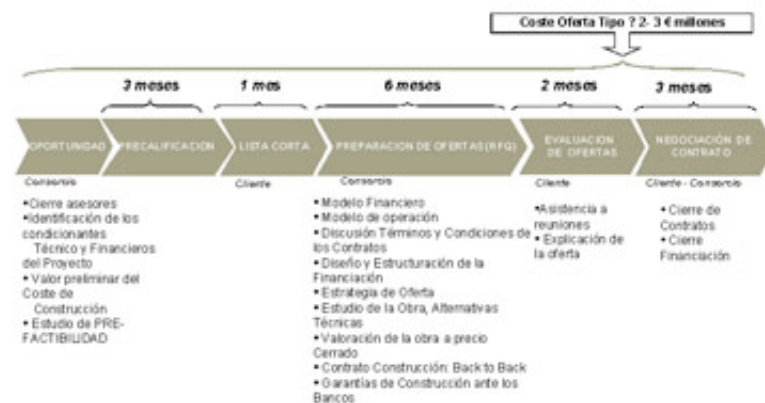 Coste Oferta Tipo ? 2- 3 € millones
3 meses
1 mes
6 meses
2 meses
3 meses
OPORTUNIDAD
PRECALIFICACION
LISTA CORTA
PREPARACION DE OFERTAS(RFQ)
EVALUACION
DE OFERTAS
NEGOCIACIÓN DE
CONTRATO
Consorcio
•Cierre asesores
•Identificación de los
condicionantes
Técnico y Financieros
del Proyecto
• Valor preliminar del
Coste de
Construcción
• Estudio de PRE-
FACTIBILIDAD
Cliente
Consorcio
• Modelo Financiero
• Modelo de operación
• Discusión Términos y Condiciones de
los Contratos
• Diseño y Estructuración de la
Financiación
• Estrategia de Oferta
• Estudio de la Obra, Alternativas
Técnicas
• Valoración de la obra a precio
Cerrado
• Contrato Construcción: Back to Back
• Garantías de Construcción ante los
Bancos
Cliente
•Asistencia a
reuniones
• Explicación de
la oferta
Cliente - Consorcio
• Cierre de
Contratos
• Cierre
Financiación